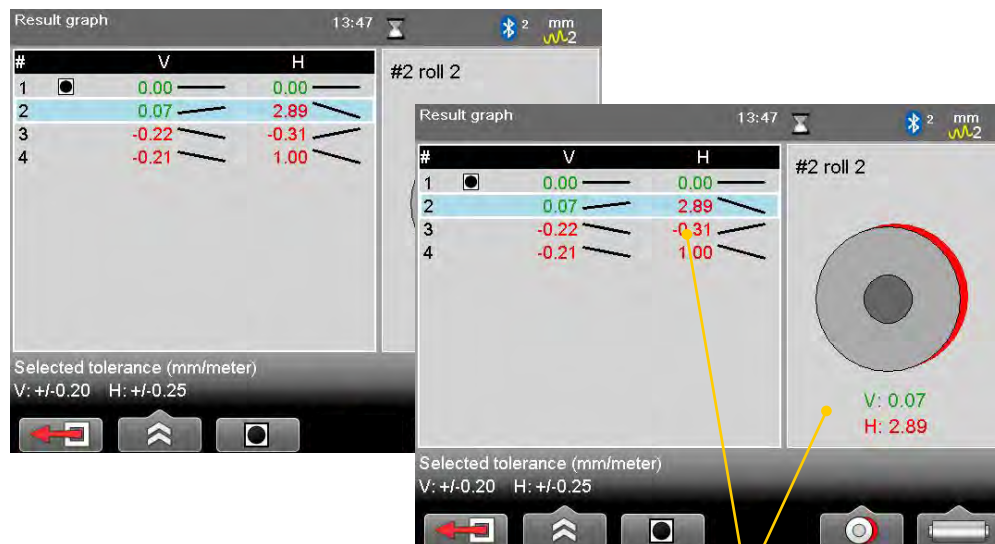 Result graph 13:47 2 mm
2
# V H
1 0.00 0.00
2 0.07 2.89
3 -0.22 -0.31
4 -0.21 1.00
#2 roll 2
Selected tolerance (mm/meter)
V: +/-0.20 H: +/-0.25
Result graph 13:47 2 mm
2
# V H
1 0.00 0.00
2 0.07 2.89
3 -0.22 -0.31
4 -0.21 1.00
#2 roll 2
V: 0.07
H: 2.89
Selected tolerance (mm/meter)
V: +/-0.20 H: +/-0.25